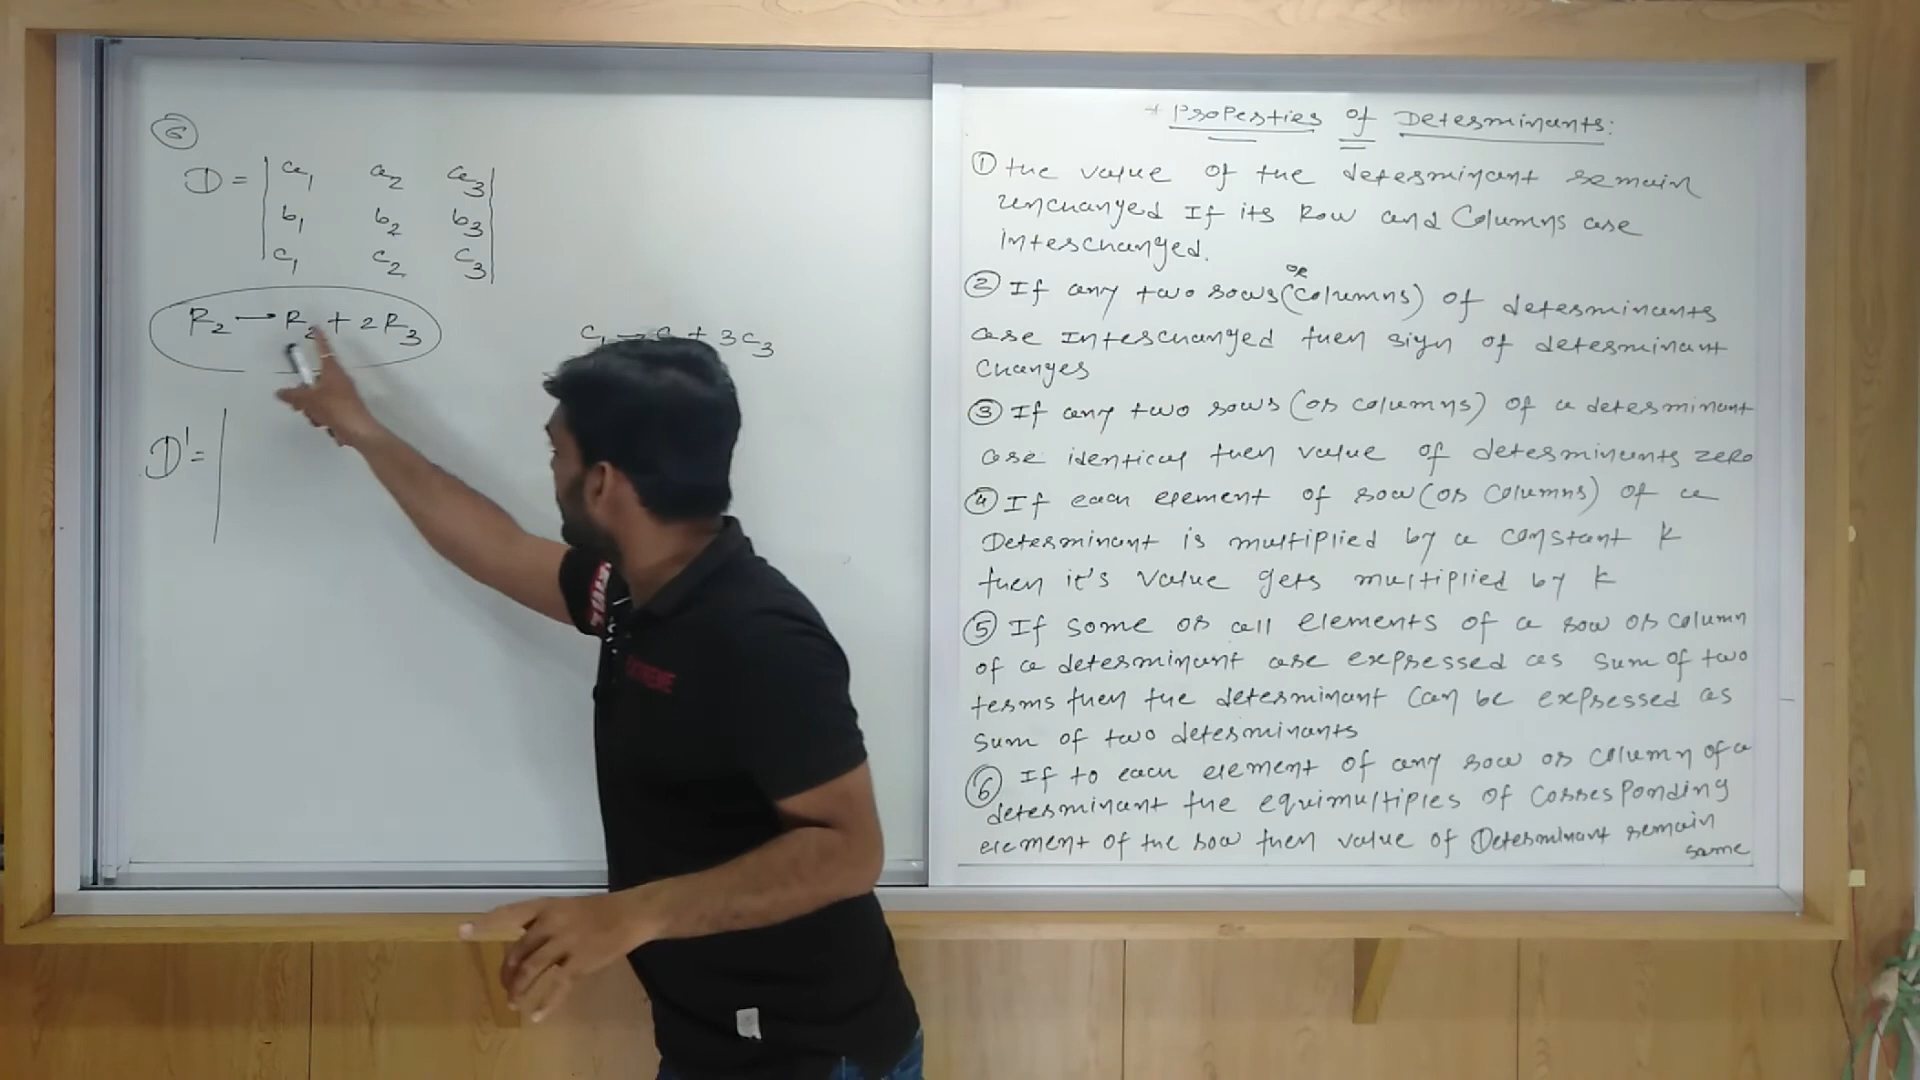 6
D = | a1 a2 a3 |
| b1 b2 b3 |
| c1 c2 c3 |
R2 → R2 + 2R3
C1 → C + 3C3
D' = |
* Properties of Determinants:
① the value of the determinant remain
unchanged If its Row and Columns are
interchanged.
or
② If any two rows (columns) of determinants
are Interchanged then sign of determinant
Changes
③ If any two rows (or columns) of a determinant
are identical then value of determinants zero
④ If each element of row (or columns) of a
Determinant is multiplied by a constant k
then it's value gets multiplied by k
⑤ If some or all elements of a row or column
of a determinant are expressed as sum of two
terms then the determinant can be expressed as
sum of two determinants
⑥ If to each element of any row or column of a
determinant the equimultiples of corresponding
element of the row then value of Determinant remain
same